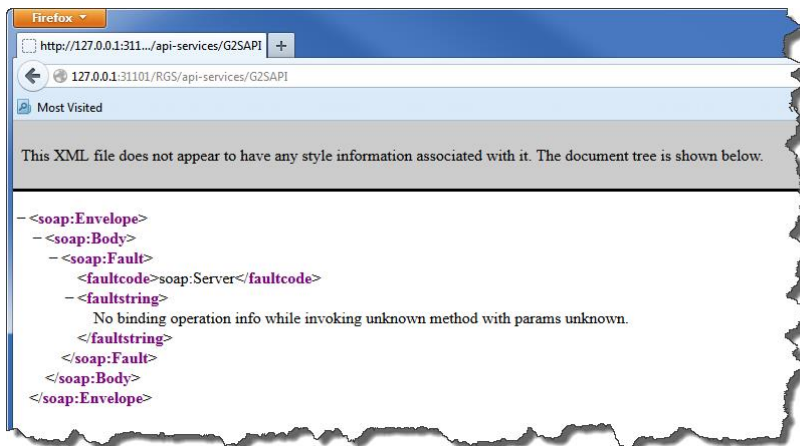 Firefox
http://127.0.0.1:311.../api-services/G2SAPI +
127.0.0.1:31101/RGS/api-services/G2SAPI
Most Visited
This XML file does not appear to have any style information associated with it. The document tree is shown below.
− <soap:Envelope>
− <soap:Body>
− <soap:Fault>
<faultcode>soap:Server</faultcode>
− <faultstring>
No binding operation info while invoking unknown method with params unknown.
</faultstring>
</soap:Fault>
</soap:Body>
</soap:Envelope>